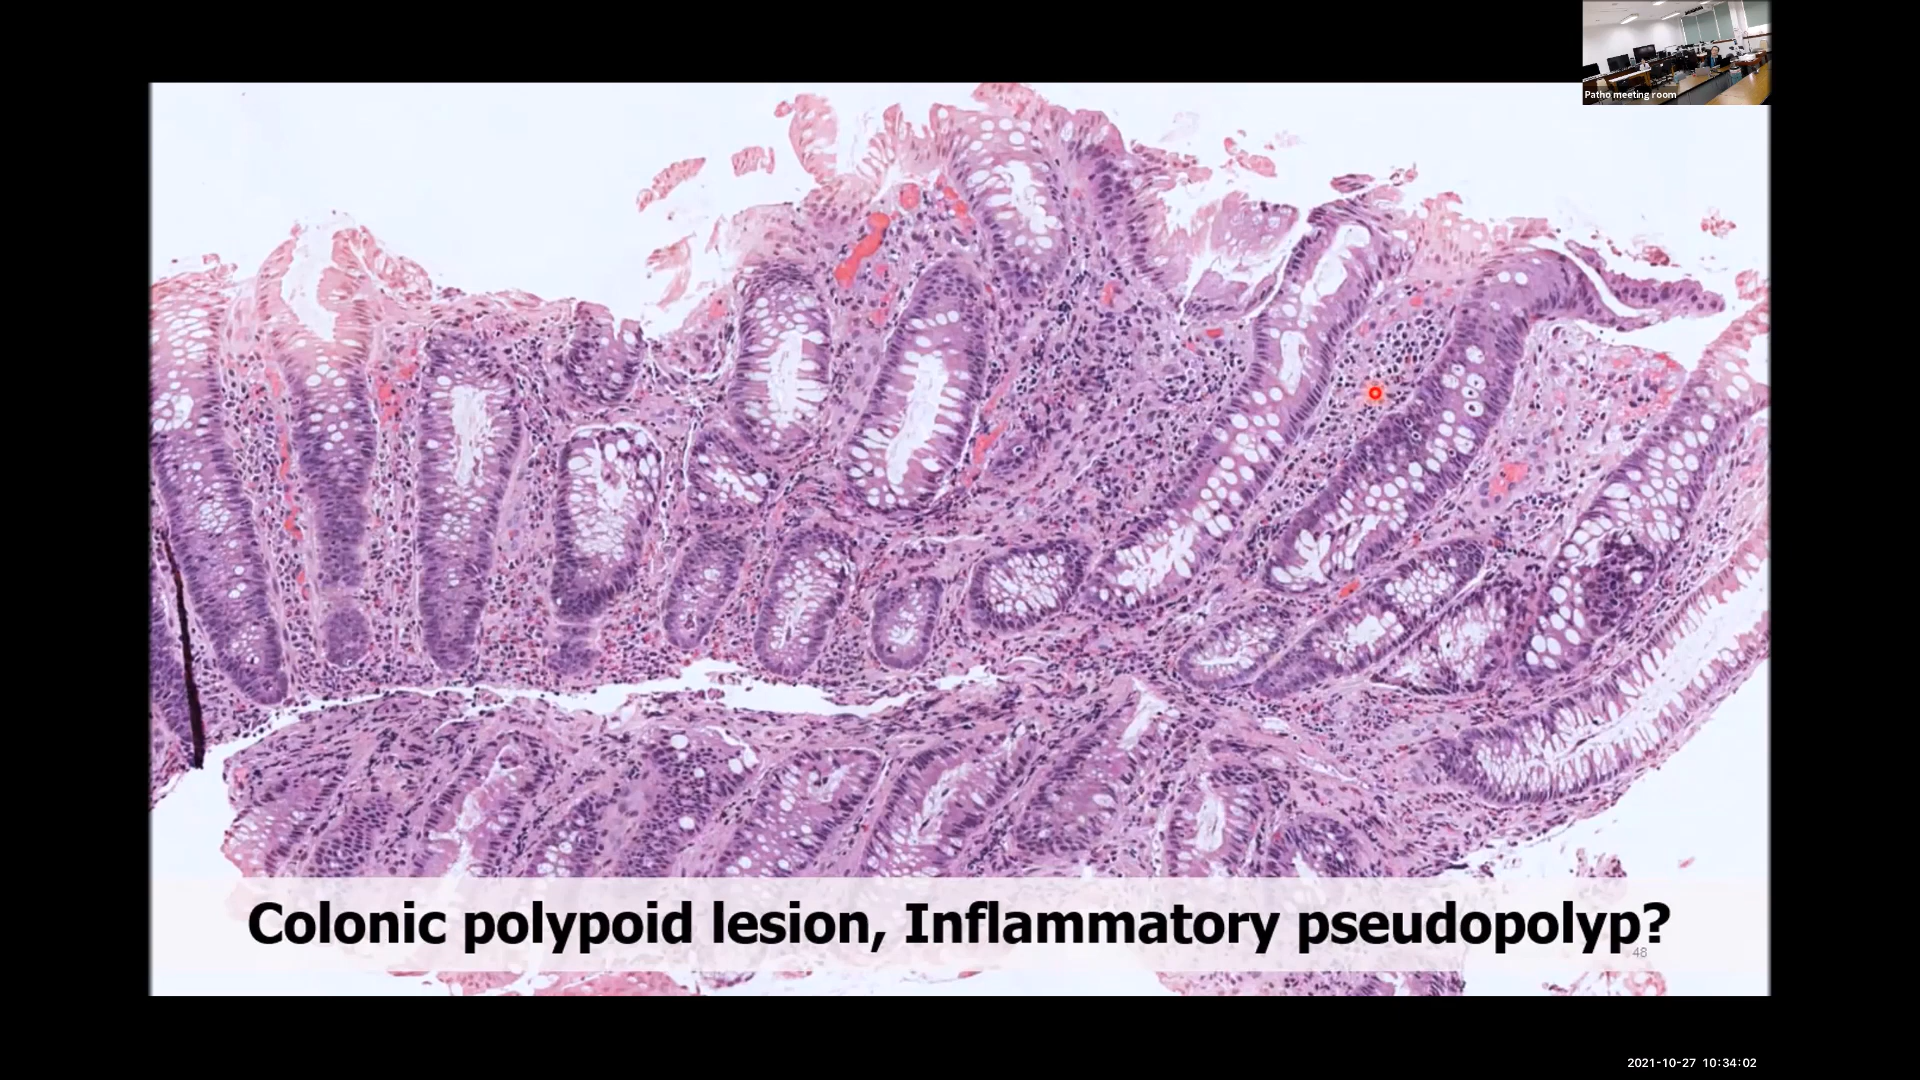 Patho meeting room
Colonic polypoid lesion, Inflammatory pseudopolyp?
48
2021-10-27 10:34:02